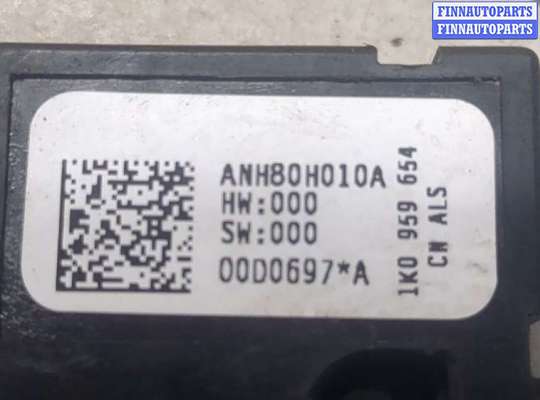 FINNAUTOPARTS
FINNAUTOPARTS
ANH80H010A
HW:000
SW:000
00D0697*A
1K0 959 654
CN ALS